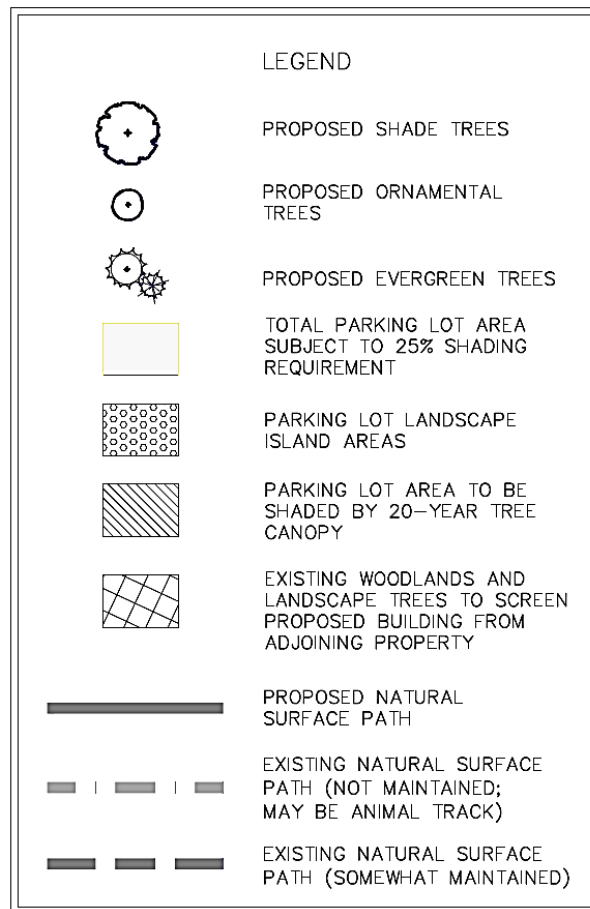 LEGEND
PROPOSED SHADE TREES
PROPOSED ORNAMENTAL
TREES
PROPOSED EVERGREEN TREES
TOTAL PARKING LOT AREA
SUBJECT TO 25% SHADING
REQUIREMENT
PARKING LOT LANDSCAPE
ISLAND AREAS
PARKING LOT AREA TO BE
SHADED BY 20-YEAR TREE
CANOPY
EXISTING WOODLANDS AND
LANDSCAPE TREES TO SCREEN
PROPOSED BUILDING FROM
ADJOINING PROPERTY
PROPOSED NATURAL
SURFACE PATH
EXISTING NATURAL SURFACE
PATH (NOT MAINTAINED;
MAY BE ANIMAL TRACK)
EXISTING NATURAL SURFACE
PATH (SOMEWHAT MAINTAINED)